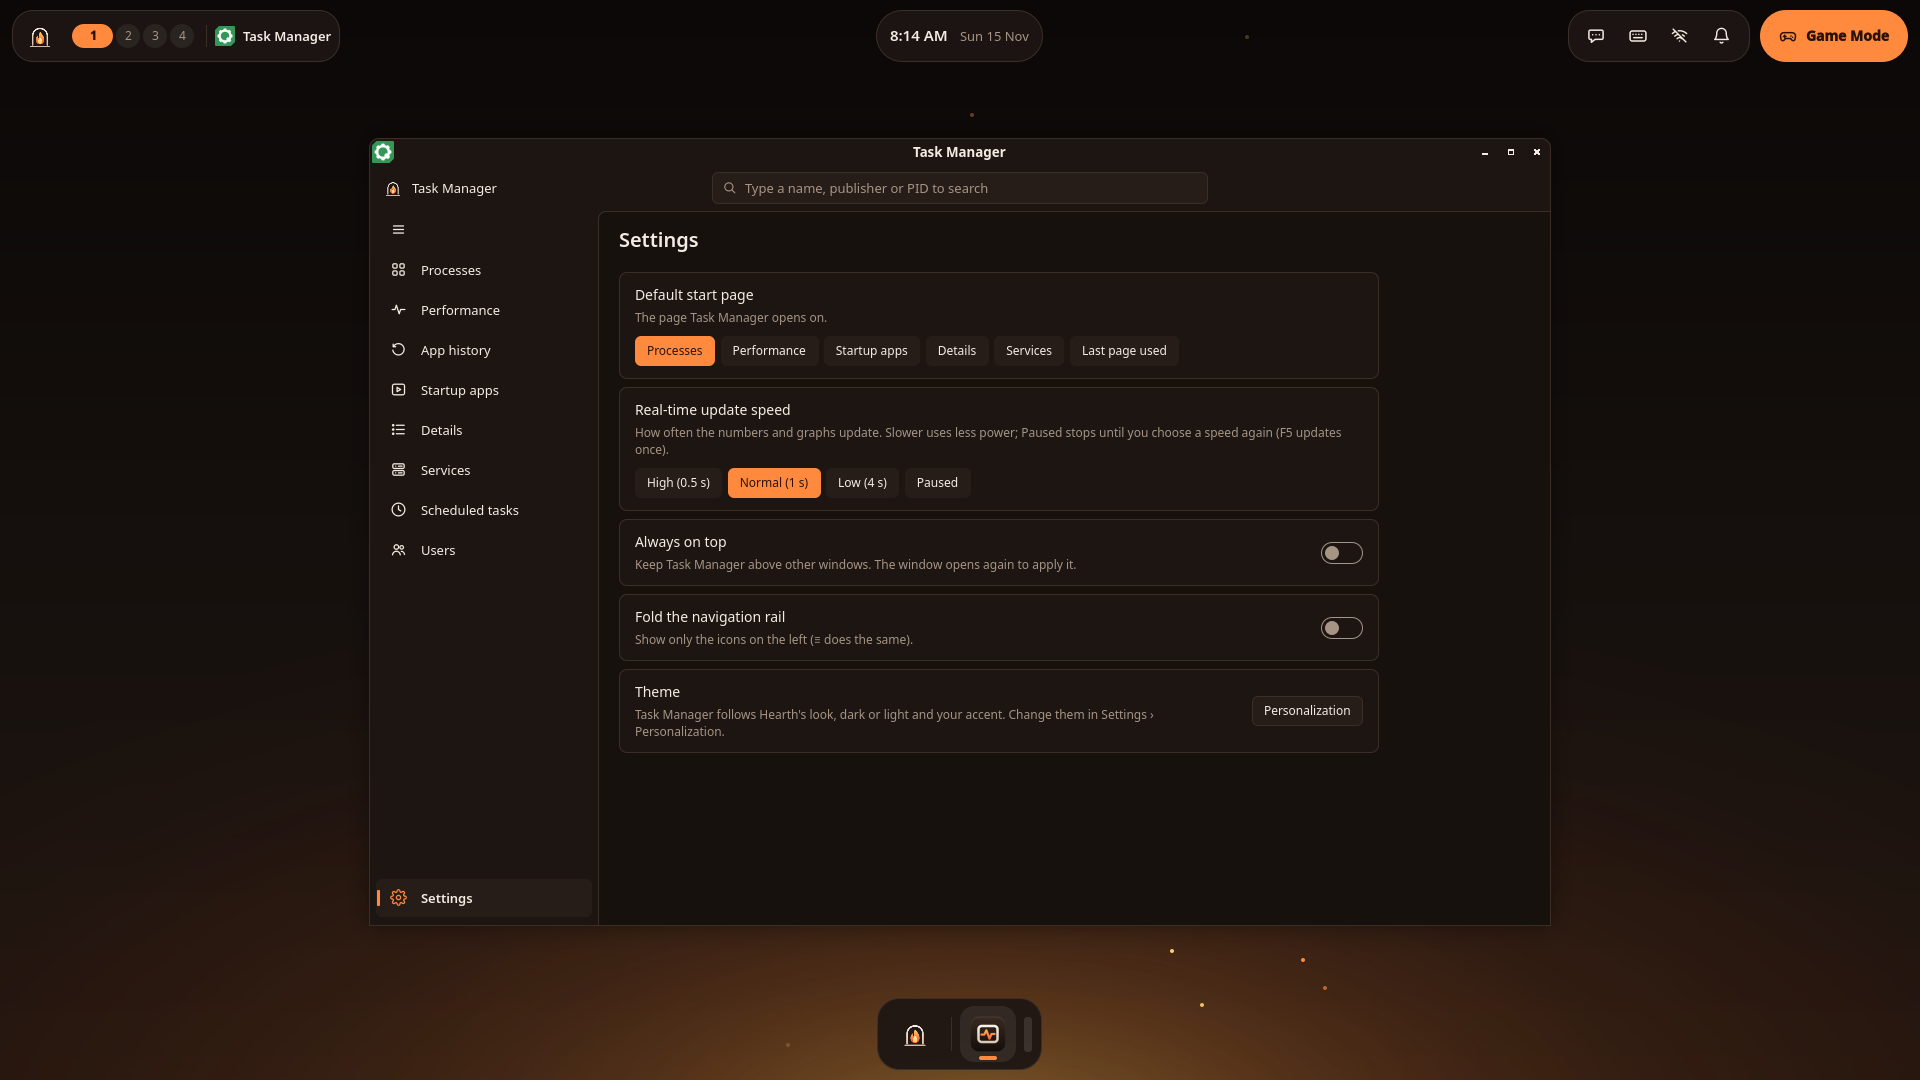 1 2 3 4 Task Manager
8:14 AM Sun 15 Nov
Game Mode
Task Manager
Task Manager
Type a name, publisher or PID to search
Processes
Performance
App history
Startup apps
Details
Services
Scheduled tasks
Users
Settings
Settings
Default start page
The page Task Manager opens on.
Processes Performance Startup apps Details Services Last page used
Real-time update speed
How often the numbers and graphs update. Slower uses less power; Paused stops until you choose a speed again (F5 updates
once).
High (0.5 s) Normal (1 s) Low (4 s) Paused
Always on top
Keep Task Manager above other windows. The window opens again to apply it.
Fold the navigation rail
Show only the icons on the left (≡ does the same).
Theme
Task Manager follows Hearth's look, dark or light and your accent. Change them in Settings ›
Personalization.
Personalization